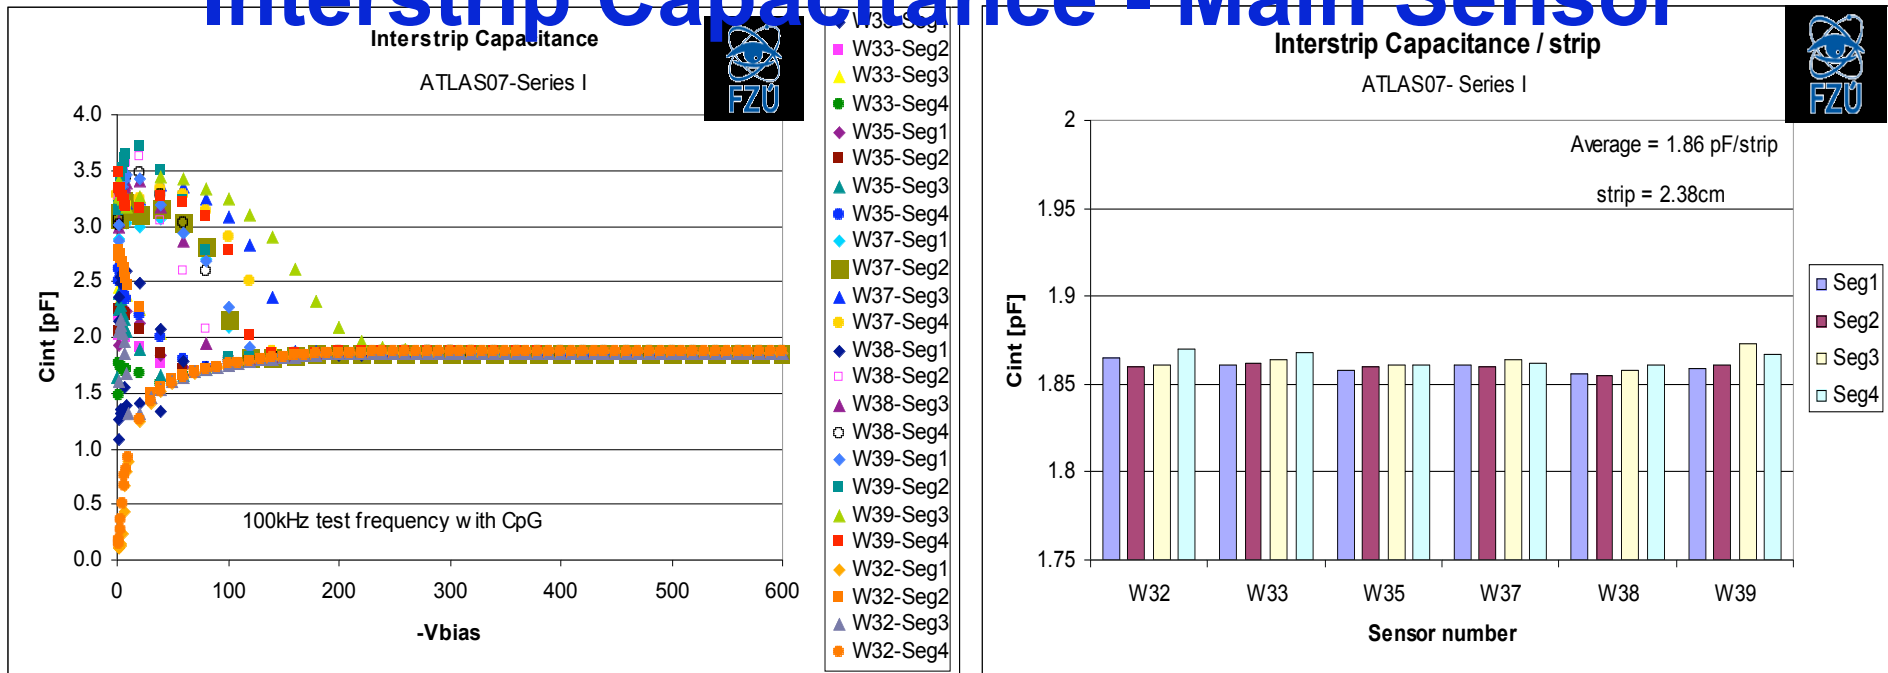 Interstrip Capacitance - Main Sensor
Interstrip Capacitance
ATLAS07-Series I
FZÚ
4.0
3.5
3.0
2.5
2.0
1.5
1.0
0.5
0.0
Cint [pF]
100kHz test frequency with CpG
0 100 200 300 400 500 600
-Vbias
W33-Seg1
W33-Seg2
W33-Seg3
W33-Seg4
W35-Seg1
W35-Seg2
W35-Seg3
W35-Seg4
W37-Seg1
W37-Seg2
W37-Seg3
W37-Seg4
W38-Seg1
W38-Seg2
W38-Seg3
W38-Seg4
W39-Seg1
W39-Seg2
W39-Seg3
W39-Seg4
W32-Seg1
W32-Seg2
W32-Seg3
W32-Seg4
Interstrip Capacitance / strip
ATLAS07- Series I
FZÚ
Average = 1.86 pF/strip
strip = 2.38cm
2
1.95
1.9
1.85
1.8
1.75
Cint [pF]
W32 W33 W35 W37 W38 W39
Sensor number
Seg1
Seg2
Seg3
Seg4